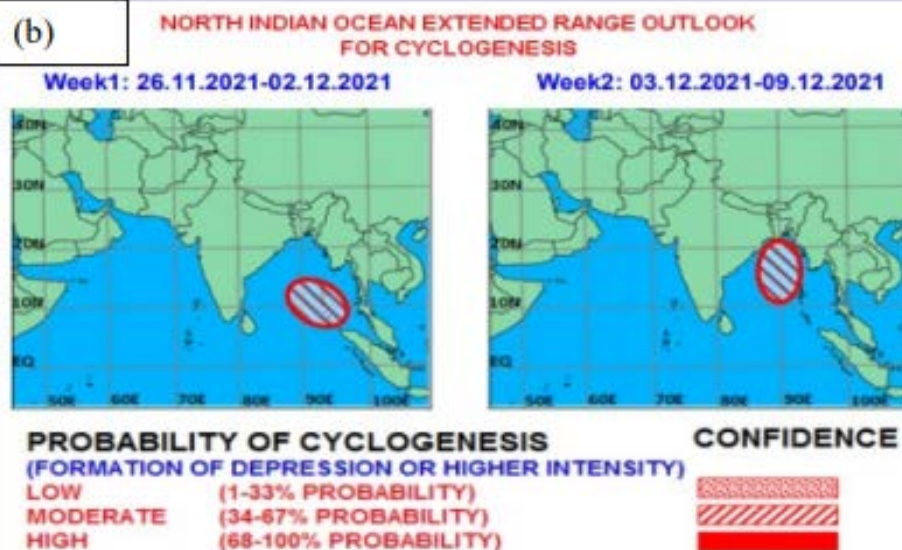 (b)
NORTH INDIAN OCEAN EXTENDED RANGE OUTLOOK
FOR CYCLOGENESIS
Week1: 26.11.2021-02.12.2021
Week2: 03.12.2021-09.12.2021
40N
30N
20N
10N
EQ
50E 60E 70E 80E 90E 100E
40N
30N
20N
10N
EQ
50E 60E 70E 80E 90E 100E
PROBABILITY OF CYCLOGENESIS
CONFIDENCE
(FORMATION OF DEPRESSION OR HIGHER INTENSITY)
LOW (1-33% PROBABILITY)
MODERATE (34-67% PROBABILITY)
HIGH (68-100% PROBABILITY)